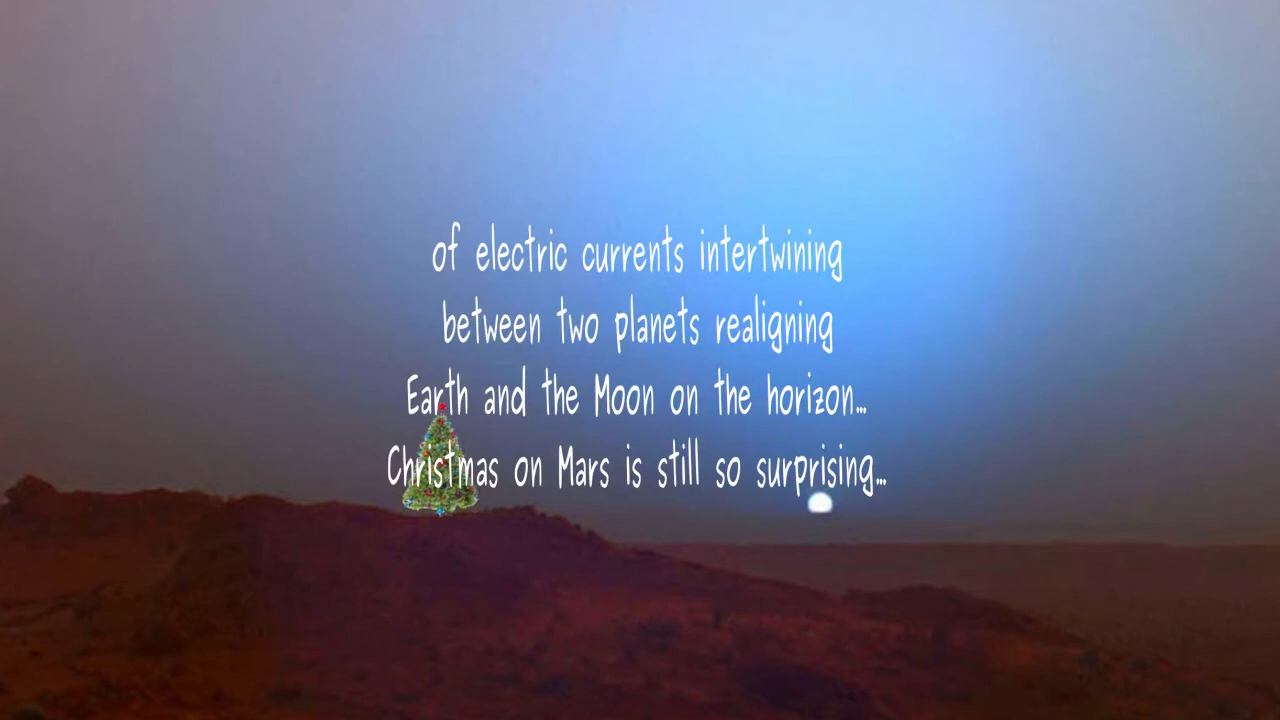 of electric currents intertwining
between two planets realigning
Earth and the Moon on the horizon...
Christmas on Mars is still so surprising...